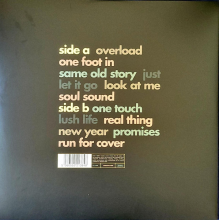 side a overload
one foot in
same old story just
let it go look at me
soul sound
side b one touch
lush life real thing
new year promises
run for cover